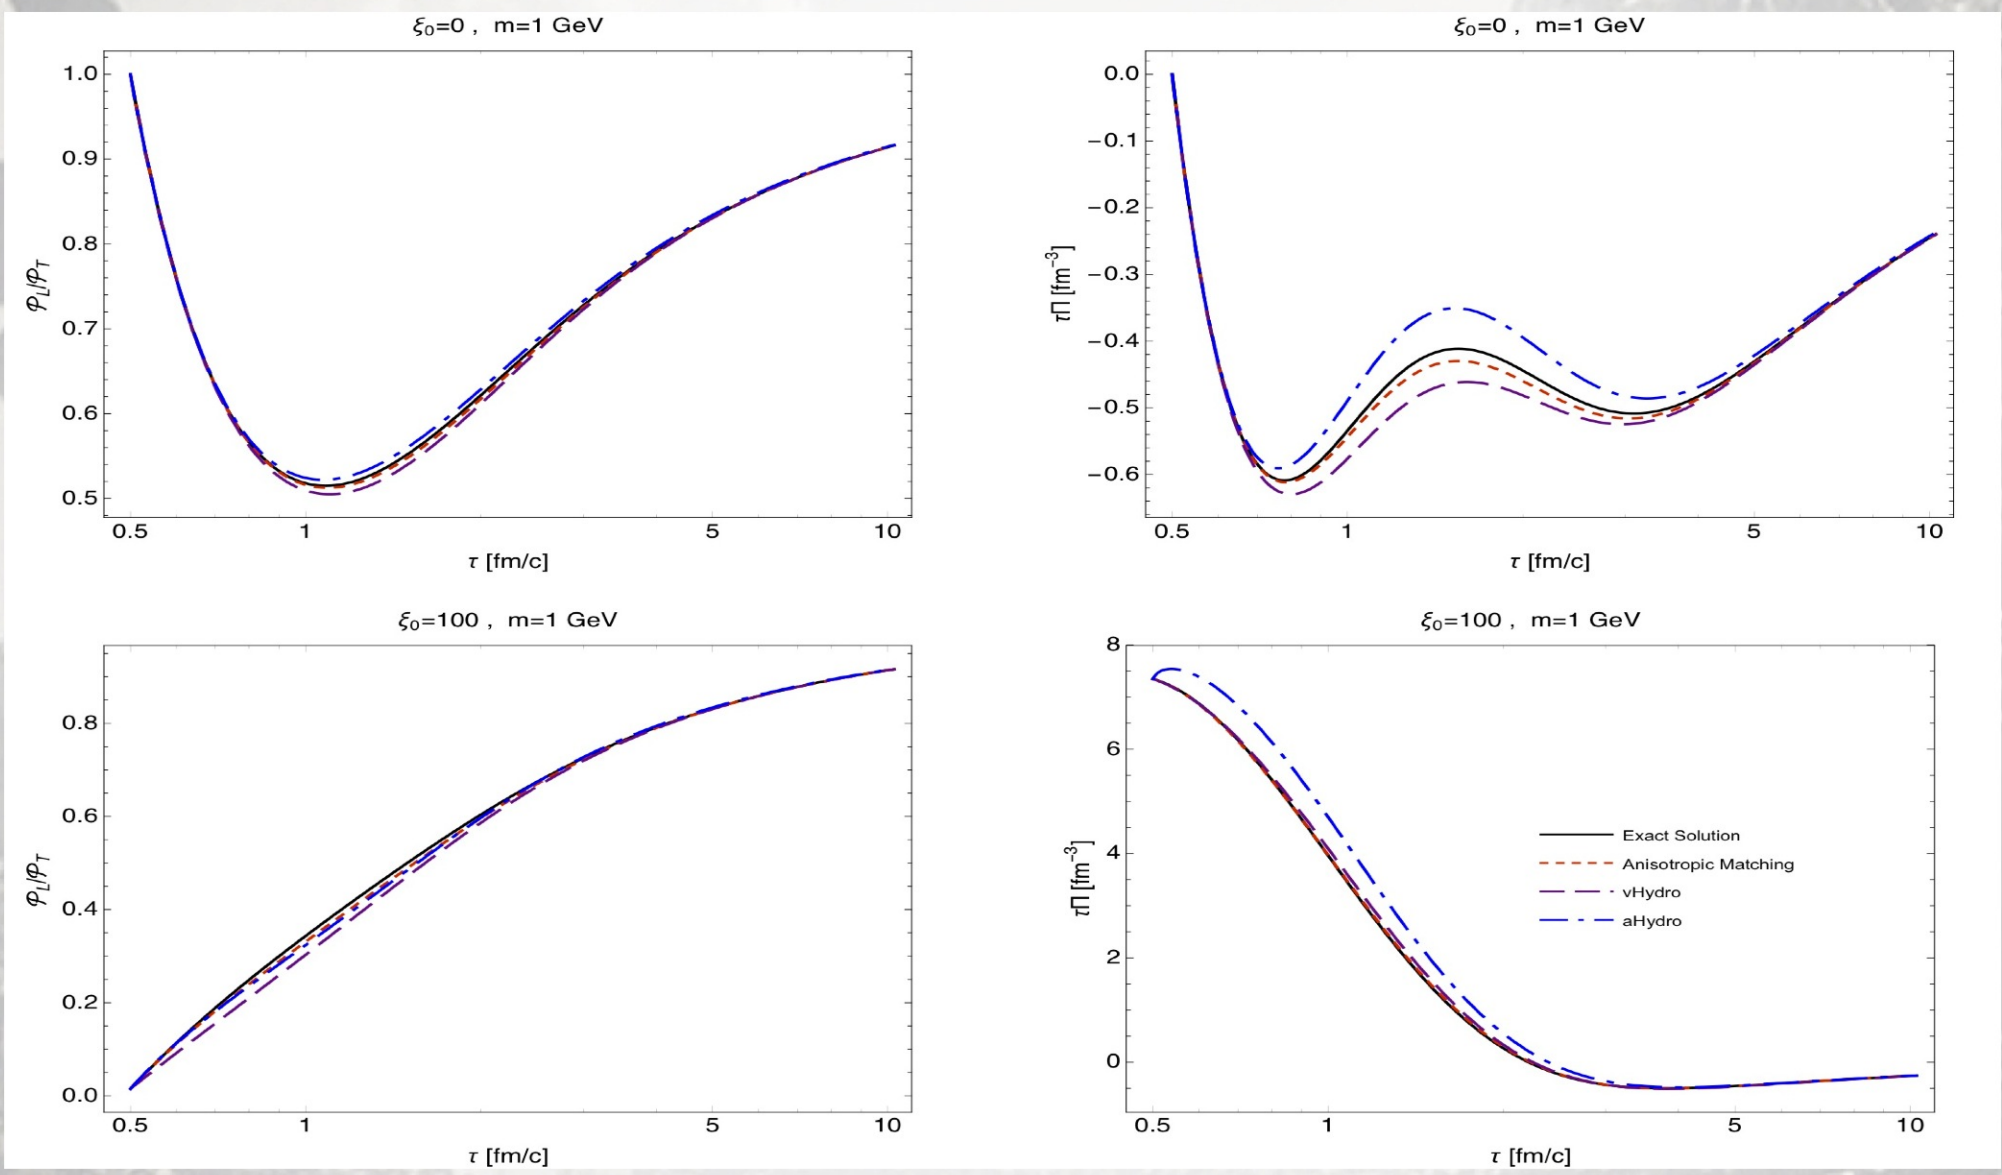 ξ₀=0 , m=1 GeV
𝒫L/𝒫T
1.0
0.9
0.8
0.7
0.6
0.5
0.5 1 5 10
τ [fm/c]
ξ₀=0 , m=1 GeV
τΠ [fm⁻³]
0.0
−0.1
−0.2
−0.3
−0.4
−0.5
−0.6
0.5 1 5 10
τ [fm/c]
ξ₀=100 , m=1 GeV
𝒫L/𝒫T
0.8
0.6
0.4
0.2
0.0
0.5 1 5 10
τ [fm/c]
ξ₀=100 , m=1 GeV
τΠ [fm⁻³]
8
6
4
2
0
Exact Solution
Anisotropic Matching
vHydro
aHydro
0.5 1 5 10
τ [fm/c]